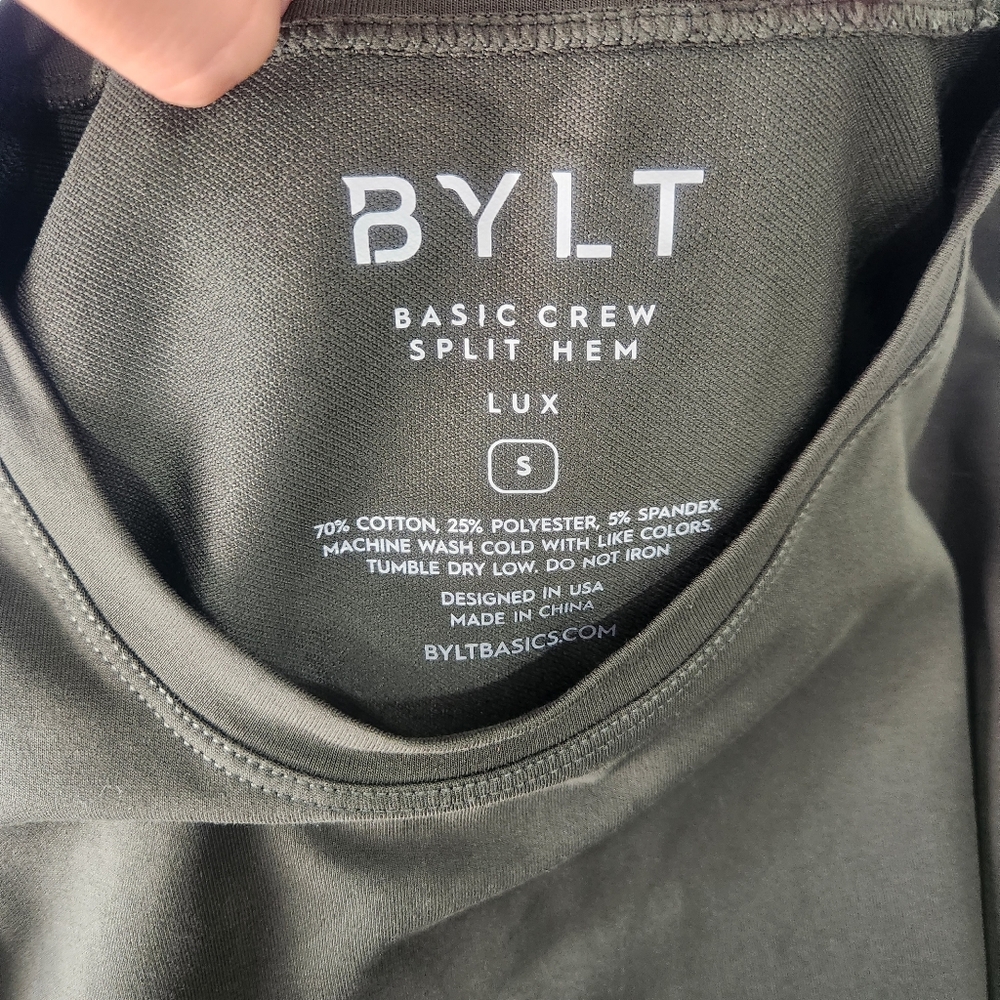 BYLT
BASIC CREW
SPLIT HEM
LUX
S
70% COTTON, 25% POLYESTER, 5% SPANDEX
MACHINE WASH COLD WITH LIKE COLORS
TUMBLE DRY LOW. DO NOT IRON
DESIGNED IN USA
MADE IN CHINA
BYLTBASICS.COM